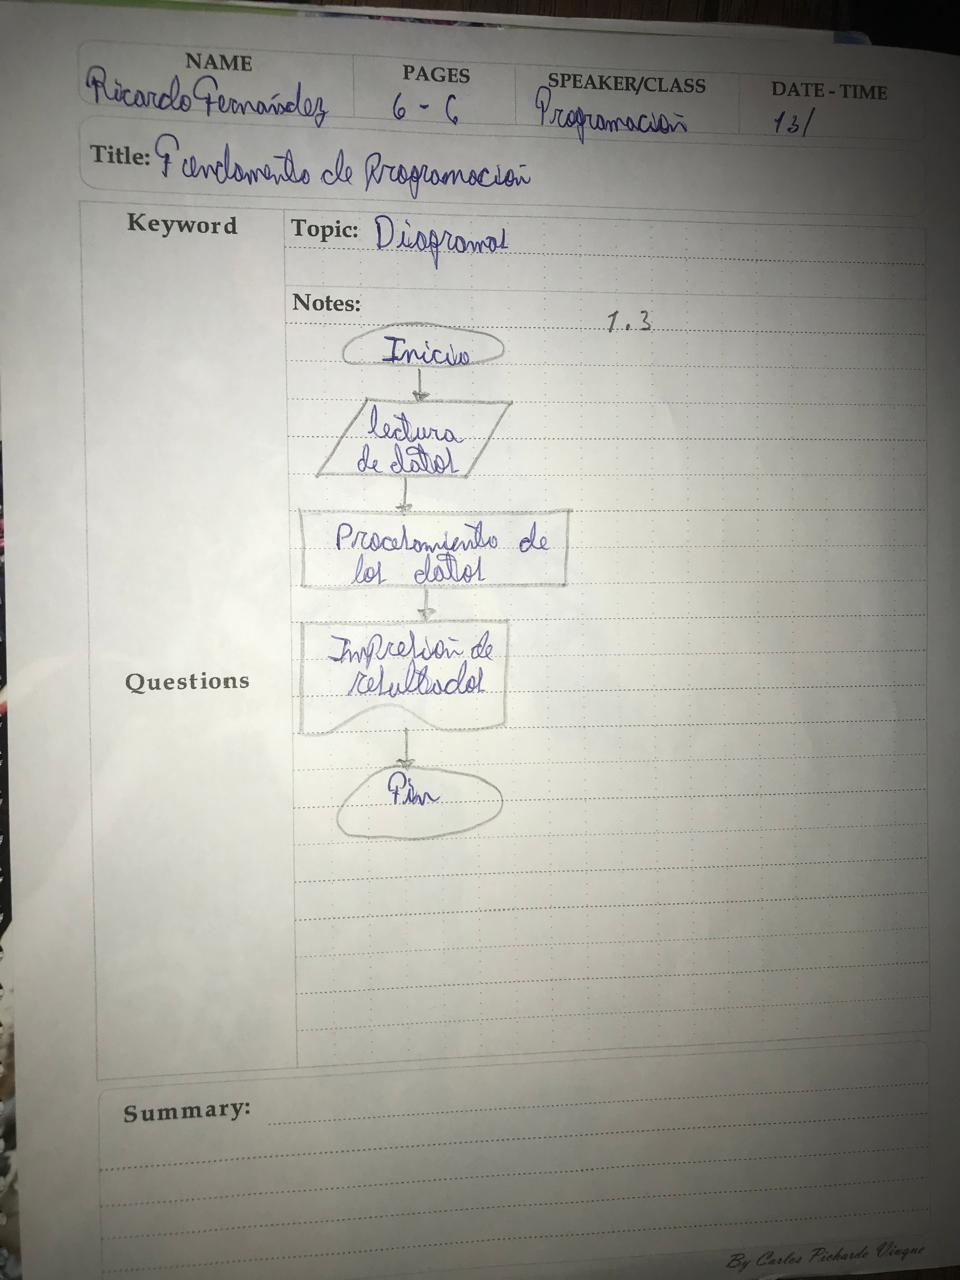 NAME
PAGES
SPEAKER/CLASS
DATE - TIME
Ricardo Fernández
6 - 6
Programación
13/
Title: Fundamento de Programación
Keyword
Topic: Diagramas
Notes:
1.3
Inicio
lectura
de datos
Procesamiento de
los datos
Impresión de
resultados
Questions
Fin
Summary:
By Carlos Pichardo Viuque